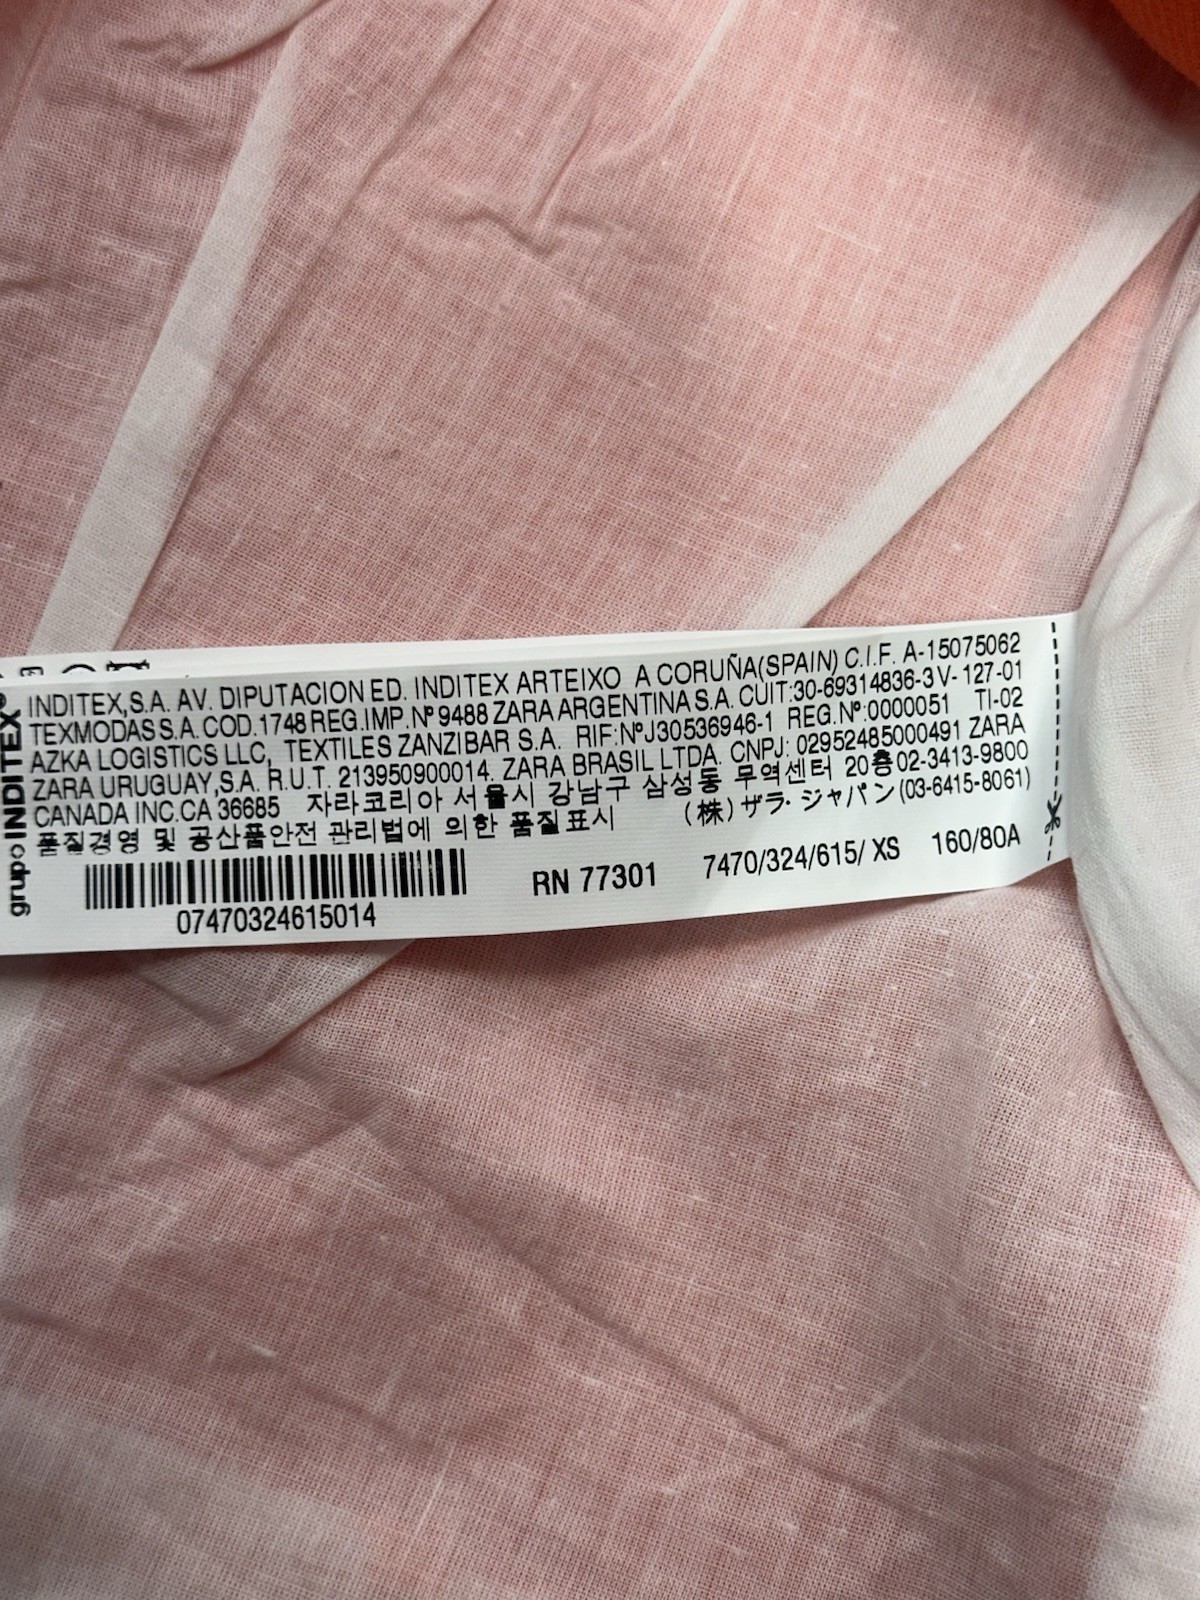 grupo INDITEX®
INDITEX,S.A. AV. DIPUTACION ED. INDITEX ARTEIXO A CORUÑA(SPAIN) C.I.F. A-15075062
TEXMODAS S.A. COD.1748 REG.IMP. Nº 9488 ZARA ARGENTINA S.A. CUIT:30-69314836-3 V- 127-01
AZKA LOGISTICS LLC, TEXTILES ZANZIBAR S.A. RIF:NºJ30536946-1 REG.Nº:0000051 TI-02
ZARA URUGUAY,S.A. R.U.T. 213950900014. ZARA BRASIL LTDA. CNPJ: 02952485000491 ZARA
CANADA INC.CA 36685 자라코리아 서울시 강남구 삼성동 무역센터 20층02-3413-9800
품질경영 및 공산품안전 관리법에 의한 품질표시 (株) ザラ・ジャパン (03-6415-8061)
RN 77301 7470/324/615/ XS 160/80A
07470324615014